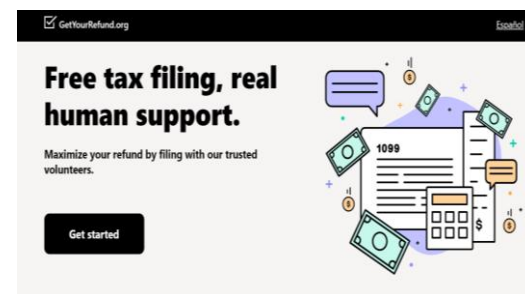 GetYourRefund.org
Español
Free tax filing, real
human support.
Maximize your refund by filing with our trusted
volunteers.
Get started
1099
$
$
$
$